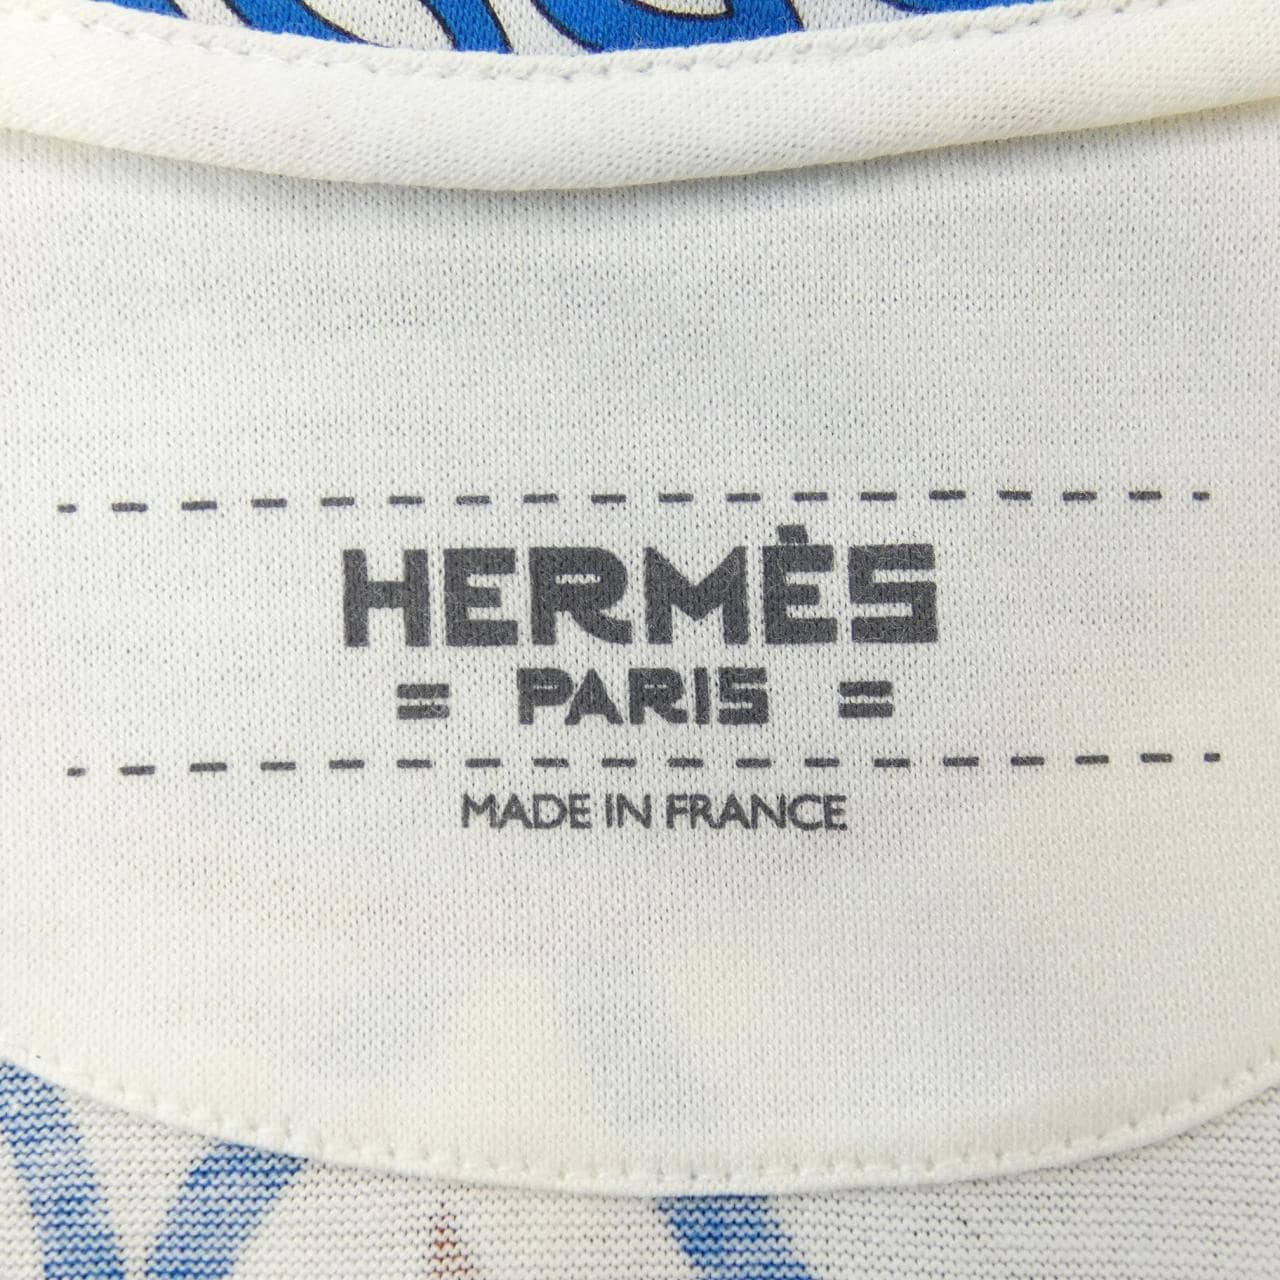 HERMÈS
= PARIS =
MADE IN FRANCE